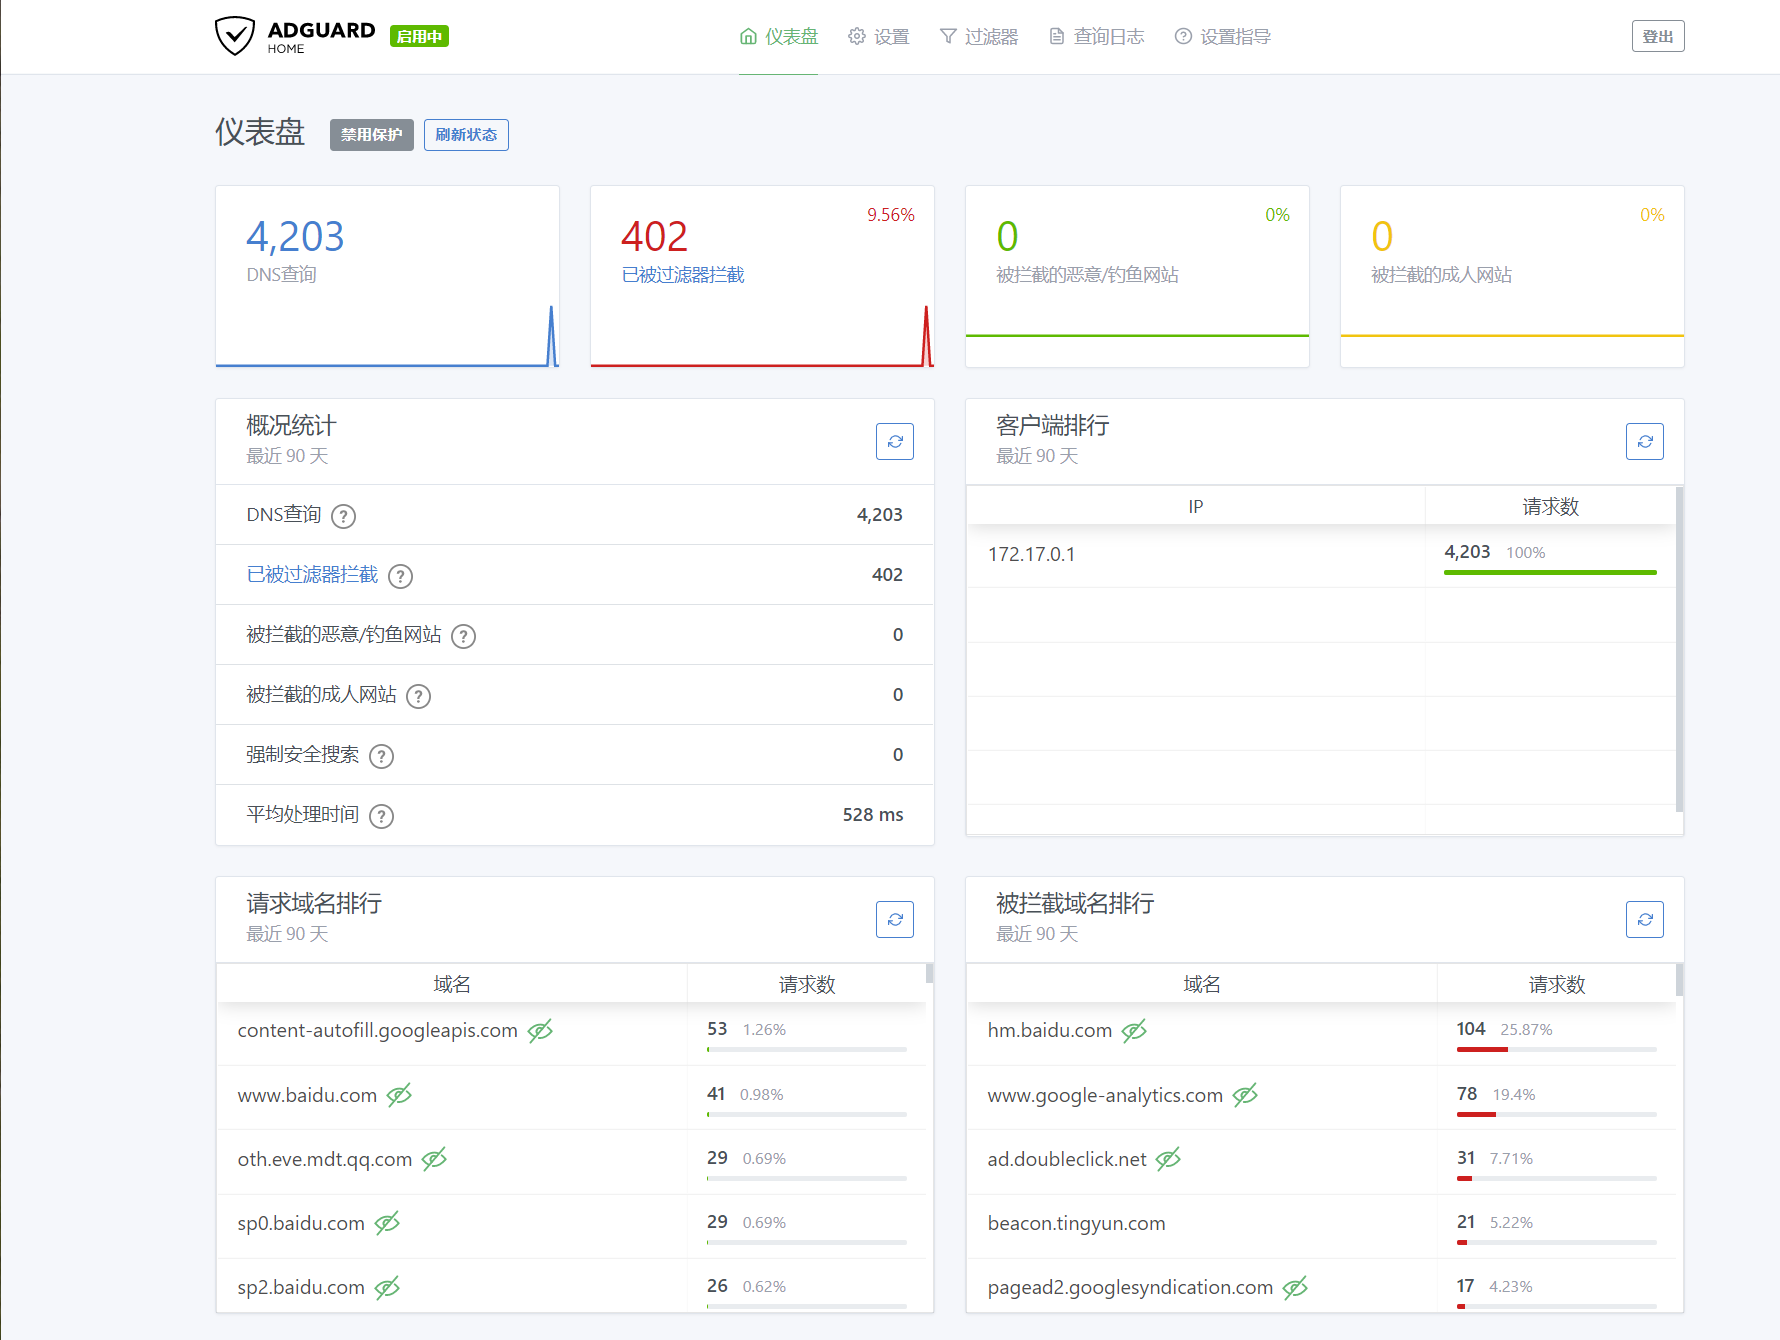 ADGUARD
HOME
启用中
仪表盘
设置
过滤器
查询日志
设置指导
登出
仪表盘
禁用保护
刷新状态
4,203
DNS查询
9.56%
402
已被过滤器拦截
0%
0
被拦截的恶意/钓鱼网站
0%
0
被拦截的成人网站
概况统计
最近 90 天
DNS查询 ?
4,203
已被过滤器拦截 ?
402
被拦截的恶意/钓鱼网站 ?
0
被拦截的成人网站 ?
0
强制安全搜索 ?
0
平均处理时间 ?
528 ms
客户端排行
最近 90 天
IP
请求数
172.17.0.1
4,203 100%
请求域名排行
最近 90 天
域名
请求数
content-autofill.googleapis.com
53 1.26%
www.baidu.com
41 0.98%
oth.eve.mdt.qq.com
29 0.69%
sp0.baidu.com
29 0.69%
sp2.baidu.com
26 0.62%
被拦截域名排行
最近 90 天
域名
请求数
hm.baidu.com
104 25.87%
www.google-analytics.com
78 19.4%
ad.doubleclick.net
31 7.71%
beacon.tingyun.com
21 5.22%
pagead2.googlesyndication.com
17 4.23%